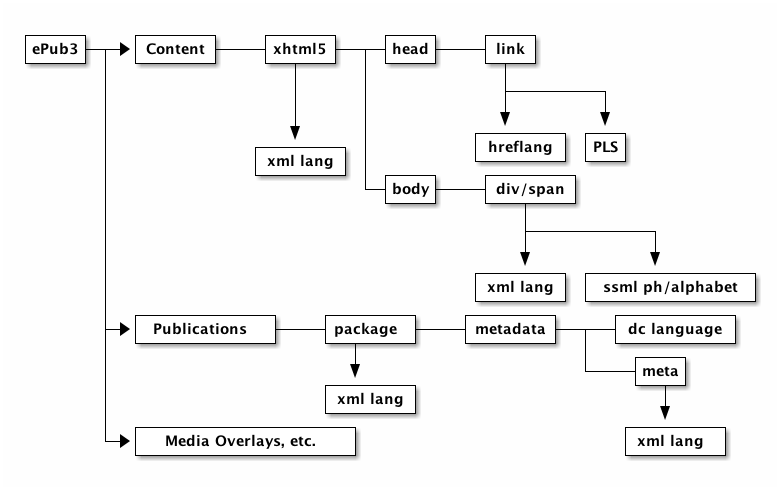 ePub3
Content
xhtml5
head
link
hreflang
PLS
xml lang
body
div/span
xml lang
ssml ph/alphabet
Publications
package
metadata
dc language
meta
xml lang
xml lang
Media Overlays, etc.